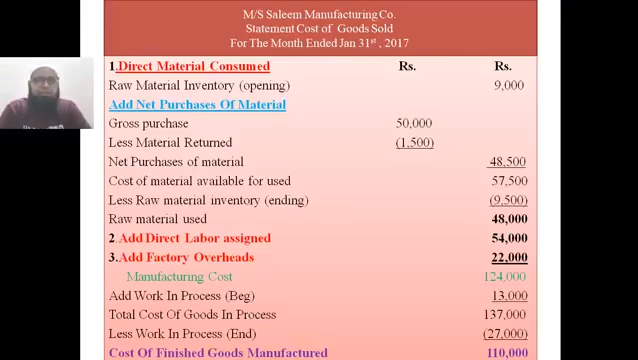 M/S Saleem Manufacturing Co.
Statement Cost of Goods Sold
For The Month Ended Jan 31st , 2017
1.Direct Material Consumed Rs. Rs.
Raw Material Inventory (opening) 9,000
Add Net Purchases Of Material
Gross purchase 50,000
Less Material Returned (1,500)
Net Purchases of material 48,500
Cost of material available for used 57,500
Less Raw material inventory (ending) (9,500)
Raw material used 48,000
2.Add Direct Labor assigned 54,000
3.Add Factory Overheads 22,000
Manufacturing Cost 124,000
Add Work In Process (Beg) 13,000
Total Cost Of Goods In Process 137,000
Less Work In Process (End) (27,000)
Cost Of Finished Goods Manufactured 110,000